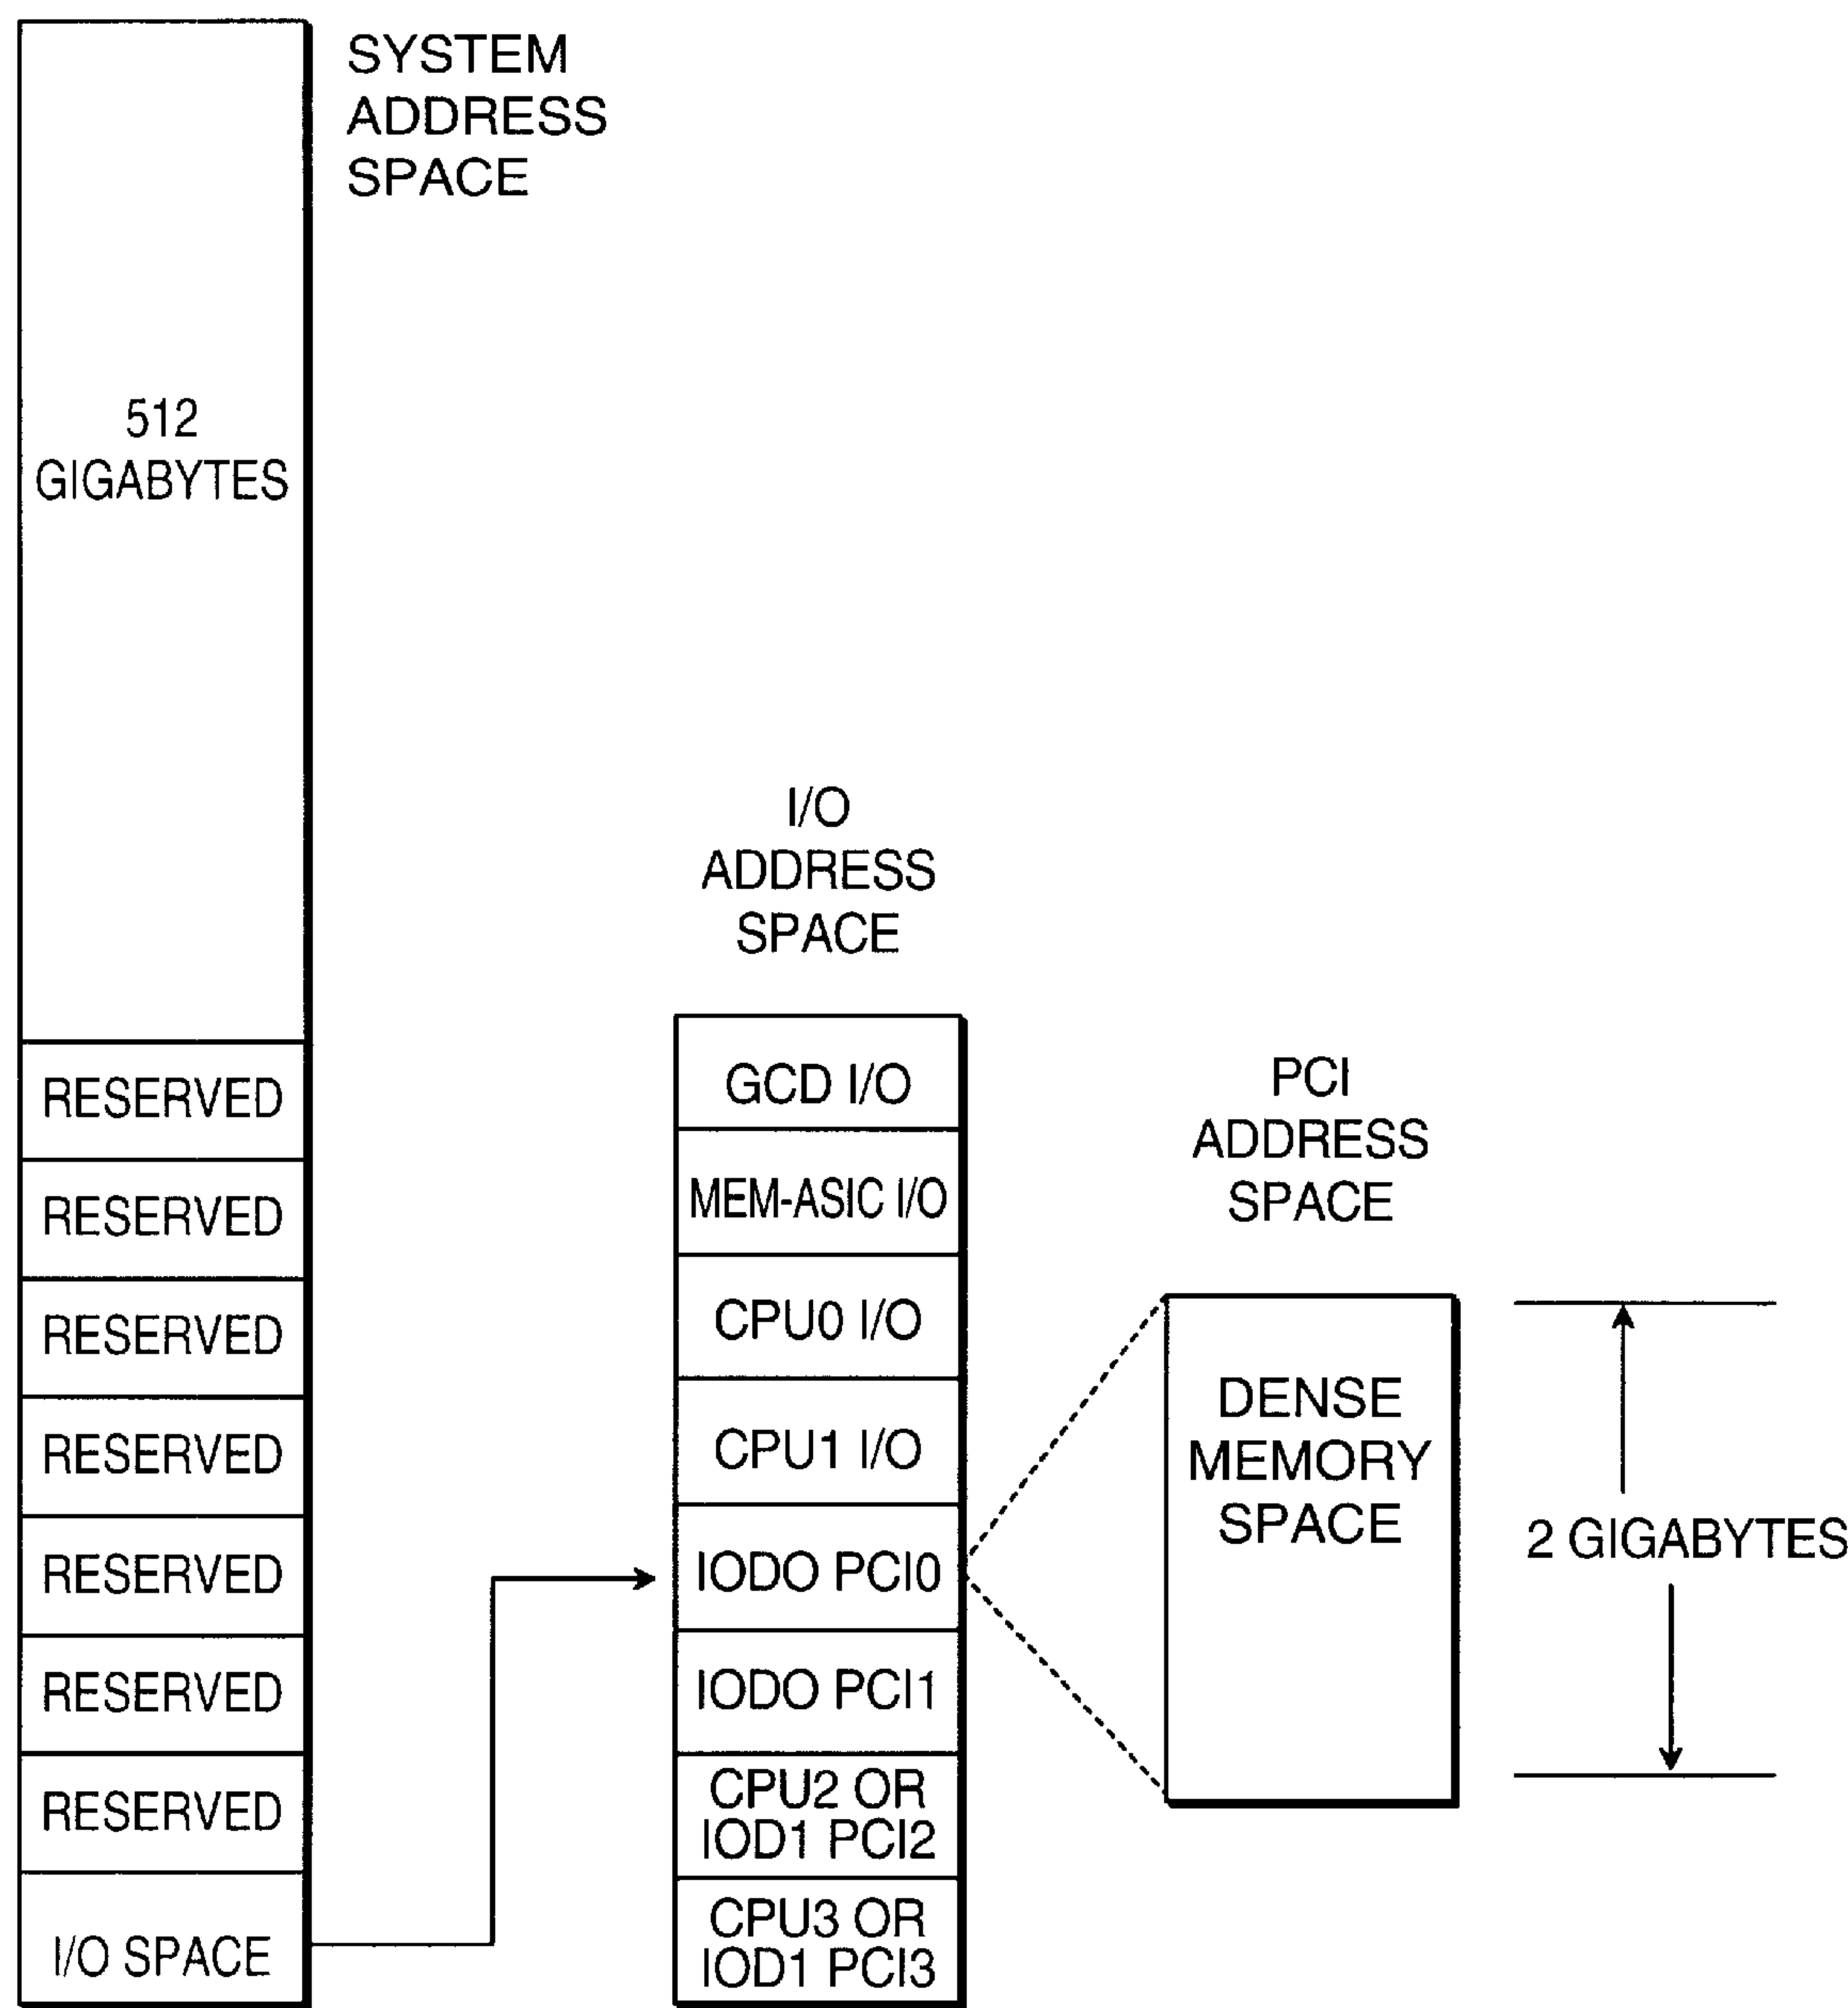 SYSTEM
ADDRESS
SPACE
512
GIGABYTES
RESERVED
RESERVED
RESERVED
RESERVED
RESERVED
RESERVED
RESERVED
I/O SPACE
I/O
ADDRESS
SPACE
GCD I/O
MEM-ASIC I/O
CPU0 I/O
CPU1 I/O
IODO PCI0
IODO PCI1
CPU2 OR
IOD1 PCI2
CPU3 OR
IOD1 PCI3
PCI
ADDRESS
SPACE
DENSE
MEMORY
SPACE
2 GIGABYTES